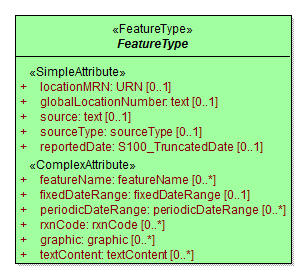 «FeatureType»
FeatureType
«SimpleAttribute»
+ locationMRN: URN [0..1]
+ globalLocationNumber: text [0..1]
+ source: text [0..1]
+ sourceType: sourceType [0..1]
+ reportedDate: S100_TruncatedDate [0..1]
«ComplexAttribute»
+ featureName: featureName [0..*]
+ fixedDateRange: fixedDateRange [0..1]
+ periodicDateRange: periodicDateRange [0..*]
+ rxnCode: rxnCode [0..*]
+ graphic: graphic [0..*]
+ textContent: textContent [0..*]